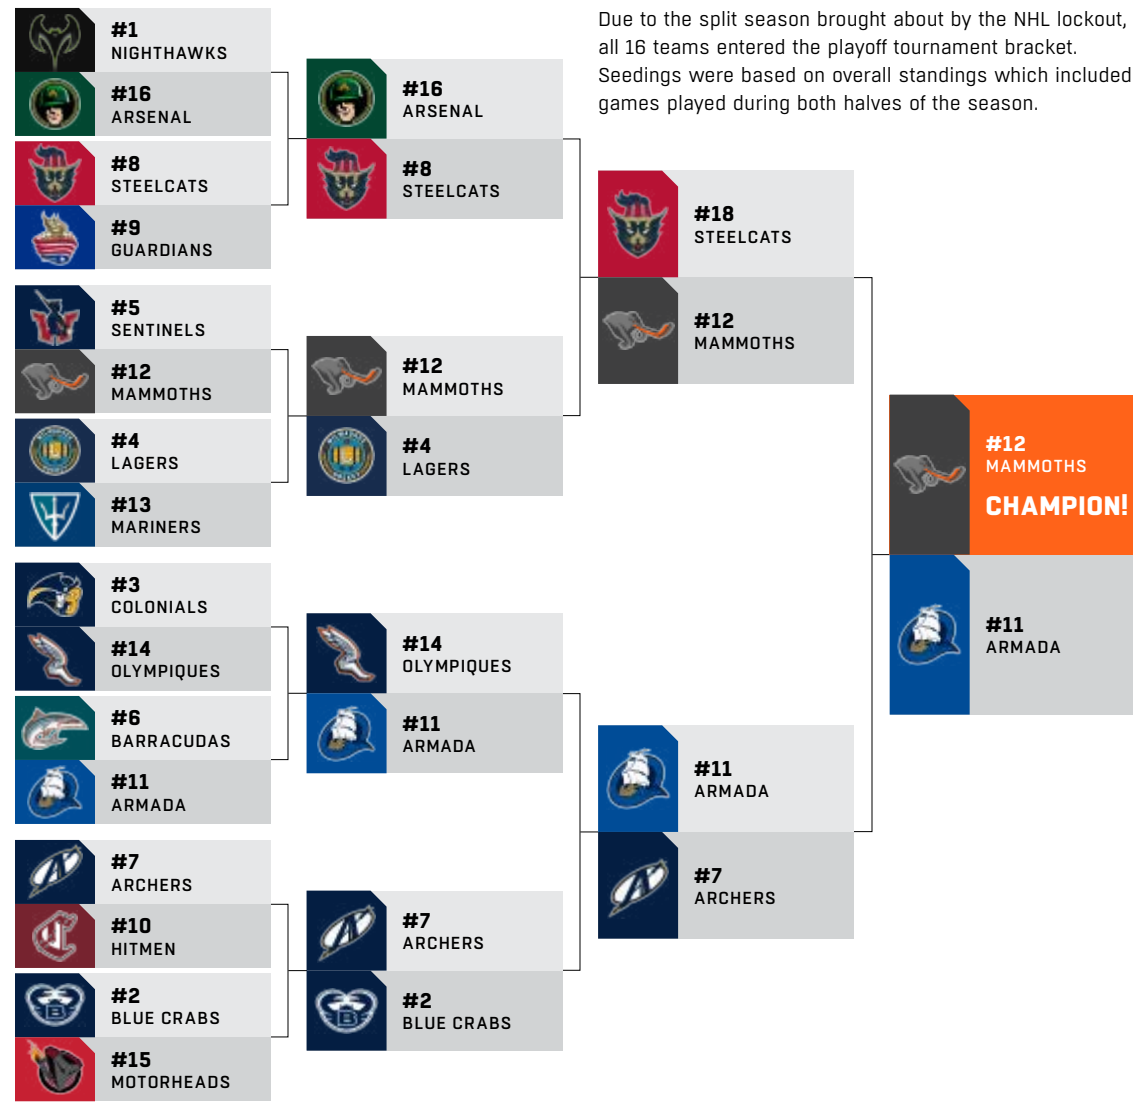 Due to the split season brought about by the NHL lockout,
all 16 teams entered the playoff tournament bracket.
Seedings were based on overall standings which included
games played during both halves of the season.
#1
NIGHTHAWKS
#16
ARSENAL
#8
STEELCATS
#9
GUARDIANS
#5
SENTINELS
#12
MAMMOTHS
#4
LAGERS
#13
MARINERS
#3
COLONIALS
#14
OLYMPIQUES
#6
BARRACUDAS
#11
ARMADA
#7
ARCHERS
#10
HITMEN
#2
BLUE CRABS
#15
MOTORHEADS
#16
ARSENAL
#8
STEELCATS
#12
MAMMOTHS
#4
LAGERS
#14
OLYMPIQUES
#11
ARMADA
#7
ARCHERS
#2
BLUE CRABS
#18
STEELCATS
#12
MAMMOTHS
#11
ARMADA
#7
ARCHERS
#12
MAMMOTHS
CHAMPION!
#11
ARMADA